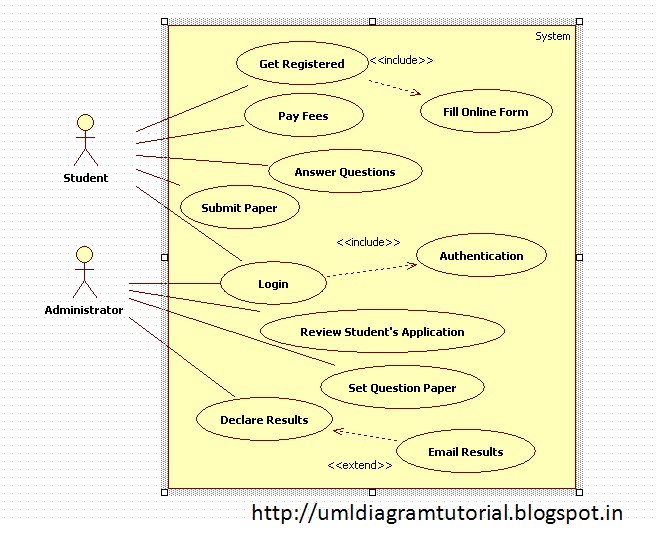 System
Get Registered
<<include>>
Fill Online Form
Pay Fees
Student
Answer Questions
Submit Paper
<<include>>
Authentication
Login
Administrator
Review Student's Application
Set Question Paper
Declare Results
Email Results
<<extend>>
http://umldiagramtutorial.blogspot.in